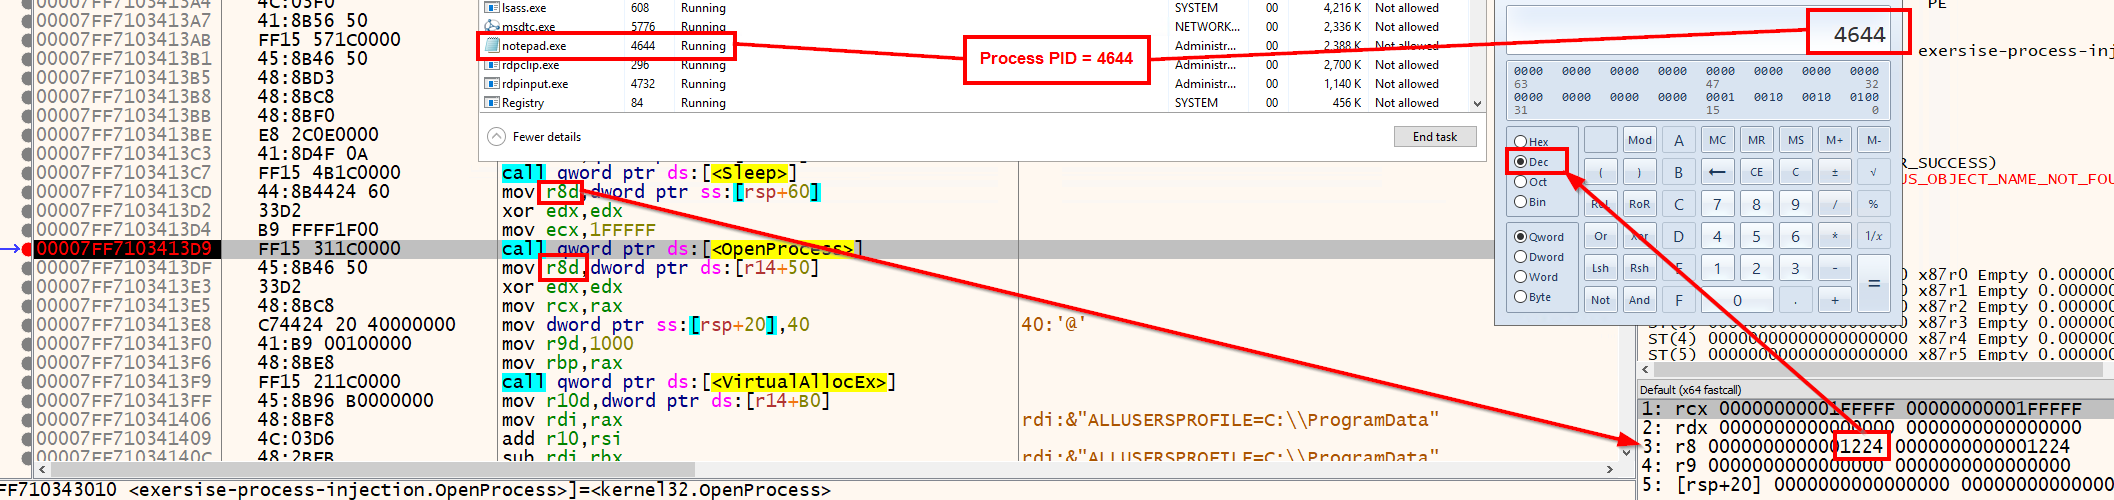 00007FF7103413A4 4C:03F0
00007FF7103413A7 41:8B56 50
00007FF7103413AB FF15 571C0000
00007FF7103413B1 45:8B46 50
00007FF7103413B5 48:8BD3
00007FF7103413B8 48:8BC8
00007FF7103413BB 48:8BF0
00007FF7103413BE E8 2C0E0000
00007FF7103413C3 41:8D4F 0A
00007FF7103413C7 FF15 4B1C0000 call qword ptr ds:[<Sleep>]
00007FF7103413CD 44:8B4424 60 mov r8d,dword ptr ss:[rsp+60]
00007FF7103413D2 33D2 xor edx,edx
00007FF7103413D4 B9 FFFF1F00 mov ecx,1FFFFF
00007FF7103413D9 FF15 311C0000 call qword ptr ds:[<OpenProcess>]
00007FF7103413DF 45:8B46 50 mov r8d,dword ptr ds:[r14+50]
00007FF7103413E3 33D2 xor edx,edx
00007FF7103413E5 48:8BC8 mov rcx,rax
00007FF7103413E8 C74424 20 40000000 mov dword ptr ss:[rsp+20],40 40:'@'
00007FF7103413F0 41:B9 00100000 mov r9d,1000
00007FF7103413F6 48:8BE8 mov rbp,rax
00007FF7103413F9 FF15 211C0000 call qword ptr ds:[<VirtualAllocEx>]
00007FF7103413FF 45:8B96 B0000000 mov r10d,dword ptr ds:[r14+B0]
00007FF710341406 48:8BF8 mov rdi,rax rdi:&"ALLUSERSPROFILE=C:\\ProgramData"
00007FF710341409 4C:03D6 add r10,rsi
00007FF71034140C 48:2BFB sub rdi,rbx rdi:&"ALLUSERSPROFILE=C:\\ProgramData"
FF710343010 <exersise-process-injection.OpenProcess>]=<kernel32.OpenProcess>
lsass.exe 608 Running SYSTEM 00 4,216 K Not allowed
msdtc.exe 5776 Running NETWORK... 00 2,336 K Not allowed
notepad.exe 4644 Running Administr... 00 2,388 K Not allowed
rdpclip.exe 296 Running Administr... 00 2,700 K Not allowed
rdpinput.exe 4732 Running Administr... 00 1,140 K Not allowed
Registry 84 Running SYSTEM 00 456 K Not allowed
Fewer details End task
Process PID = 4644
4644
0000 0000 0000 0000 0000 0000 0000 0000
63 47 32
0000 0000 0000 0000 0001 0010 0010 0100
31 15 0
Hex Mod A MC MR MS M+ M-
Dec ( ) B ← CE C ± √
Oct
Bin RoL RoR C 7 8 9 / %
Qword Or Xor D 4 5 6 * 1/x
Dword Lsh Rsh E 1 2 3 - =
Word
Byte Not And F 0 . +
PE
exersise-process-inj
R_SUCCESS)
US_OBJECT_NAME_NOT_FOU
0 x87r0 Empty 0.000000
0 x87r1 Empty 0.000000
0 x87r2 Empty 0.000000
ST(3) 00000000000000000000 x87r3 Empty 0.000000
ST(4) 00000000000000000000 x87r4 Empty 0.000000
ST(5) 00000000000000000000 x87r5 Empty 0.000000
Default (x64 fastcall)
1: rcx 00000000001FFFFF 00000000001FFFFF
2: rdx 0000000000000000 0000000000000000
3: r8 0000000000001224 0000000000001224
4: r9 0000000000000000 0000000000000000
5: [rsp+20] 0000000000000000 0000000000000000